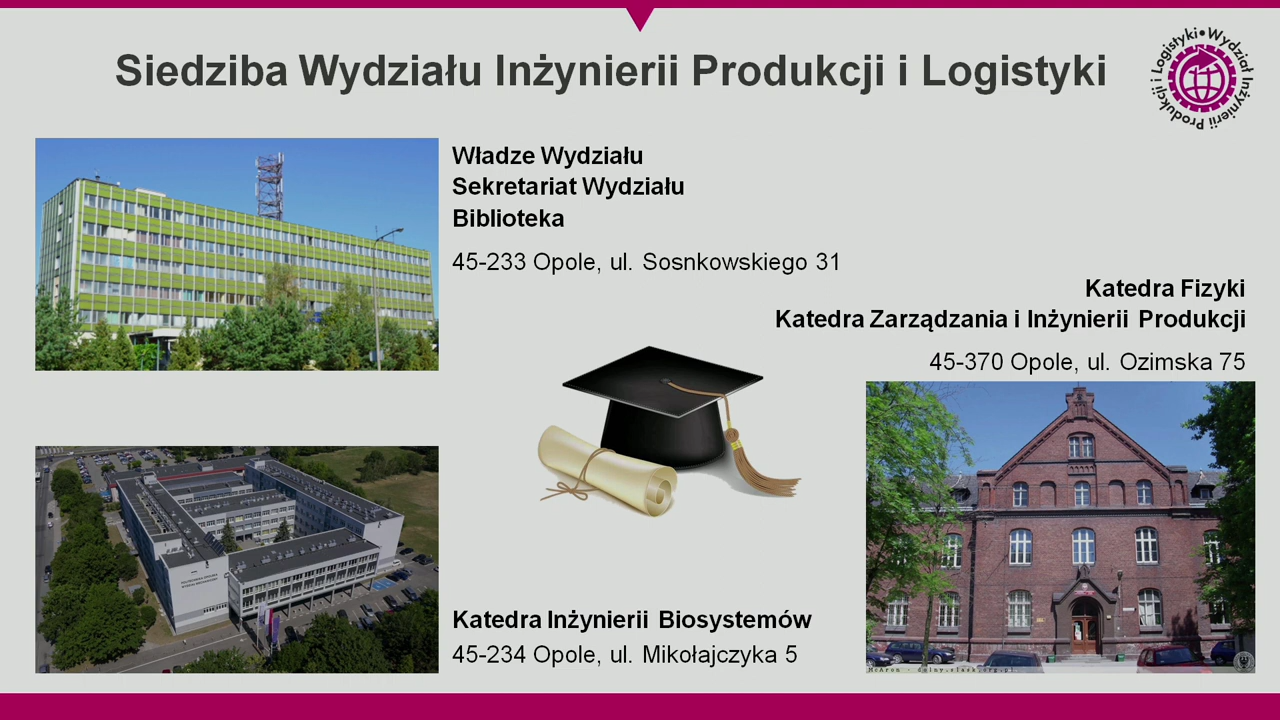 Siedziba Wydziału Inżynierii Produkcji i Logistyki
Wydział Inżynierii Produkcji i Logistyki
Władze Wydziału
Sekretariat Wydziału
Biblioteka
45-233 Opole, ul. Sosnkowskiego 31
Katedra Fizyki
Katedra Zarządzania i Inżynierii Produkcji
45-370 Opole, ul. Ozimska 75
Katedra Inżynierii Biosystemów
45-234 Opole, ul. Mikołajczyka 5